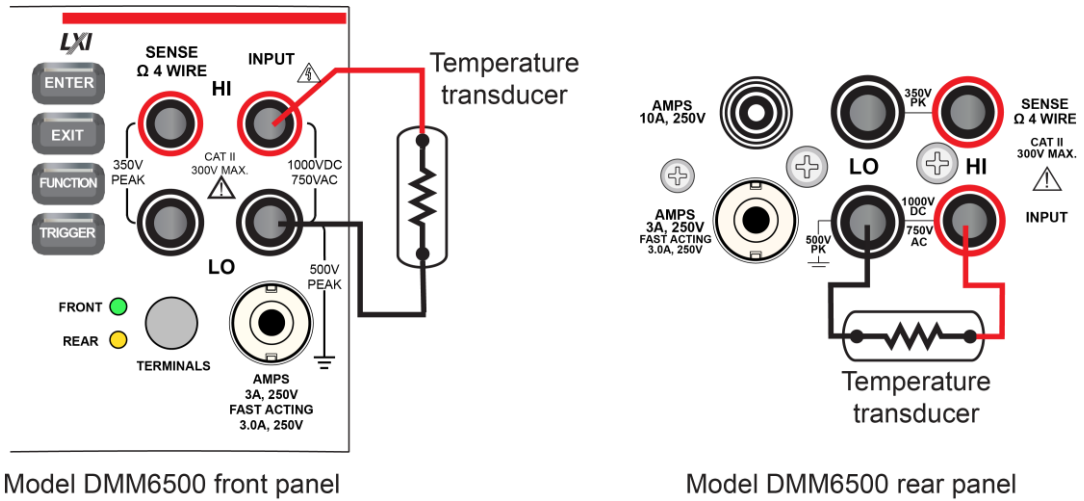 LXI
ENTER
EXIT
FUNCTION
TRIGGER
SENSE
Ω 4 WIRE
INPUT
HI
350V
PEAK
CAT II
300V MAX.
1000VDC
750VAC
LO
500V
PEAK
FRONT
REAR
TERMINALS
AMPS
3A, 250V
FAST ACTING
3.0A, 250V
Temperature
transducer
Model DMM6500 front panel
AMPS
10A, 250V
350V
PK
SENSE
Ω 4 WIRE
CAT II
300V MAX.
LO
HI
AMPS
3A, 250V
FAST ACTING
3.0A, 250V
500V
PK
1000V
DC
750V
AC
INPUT
Temperature
transducer
Model DMM6500 rear panel